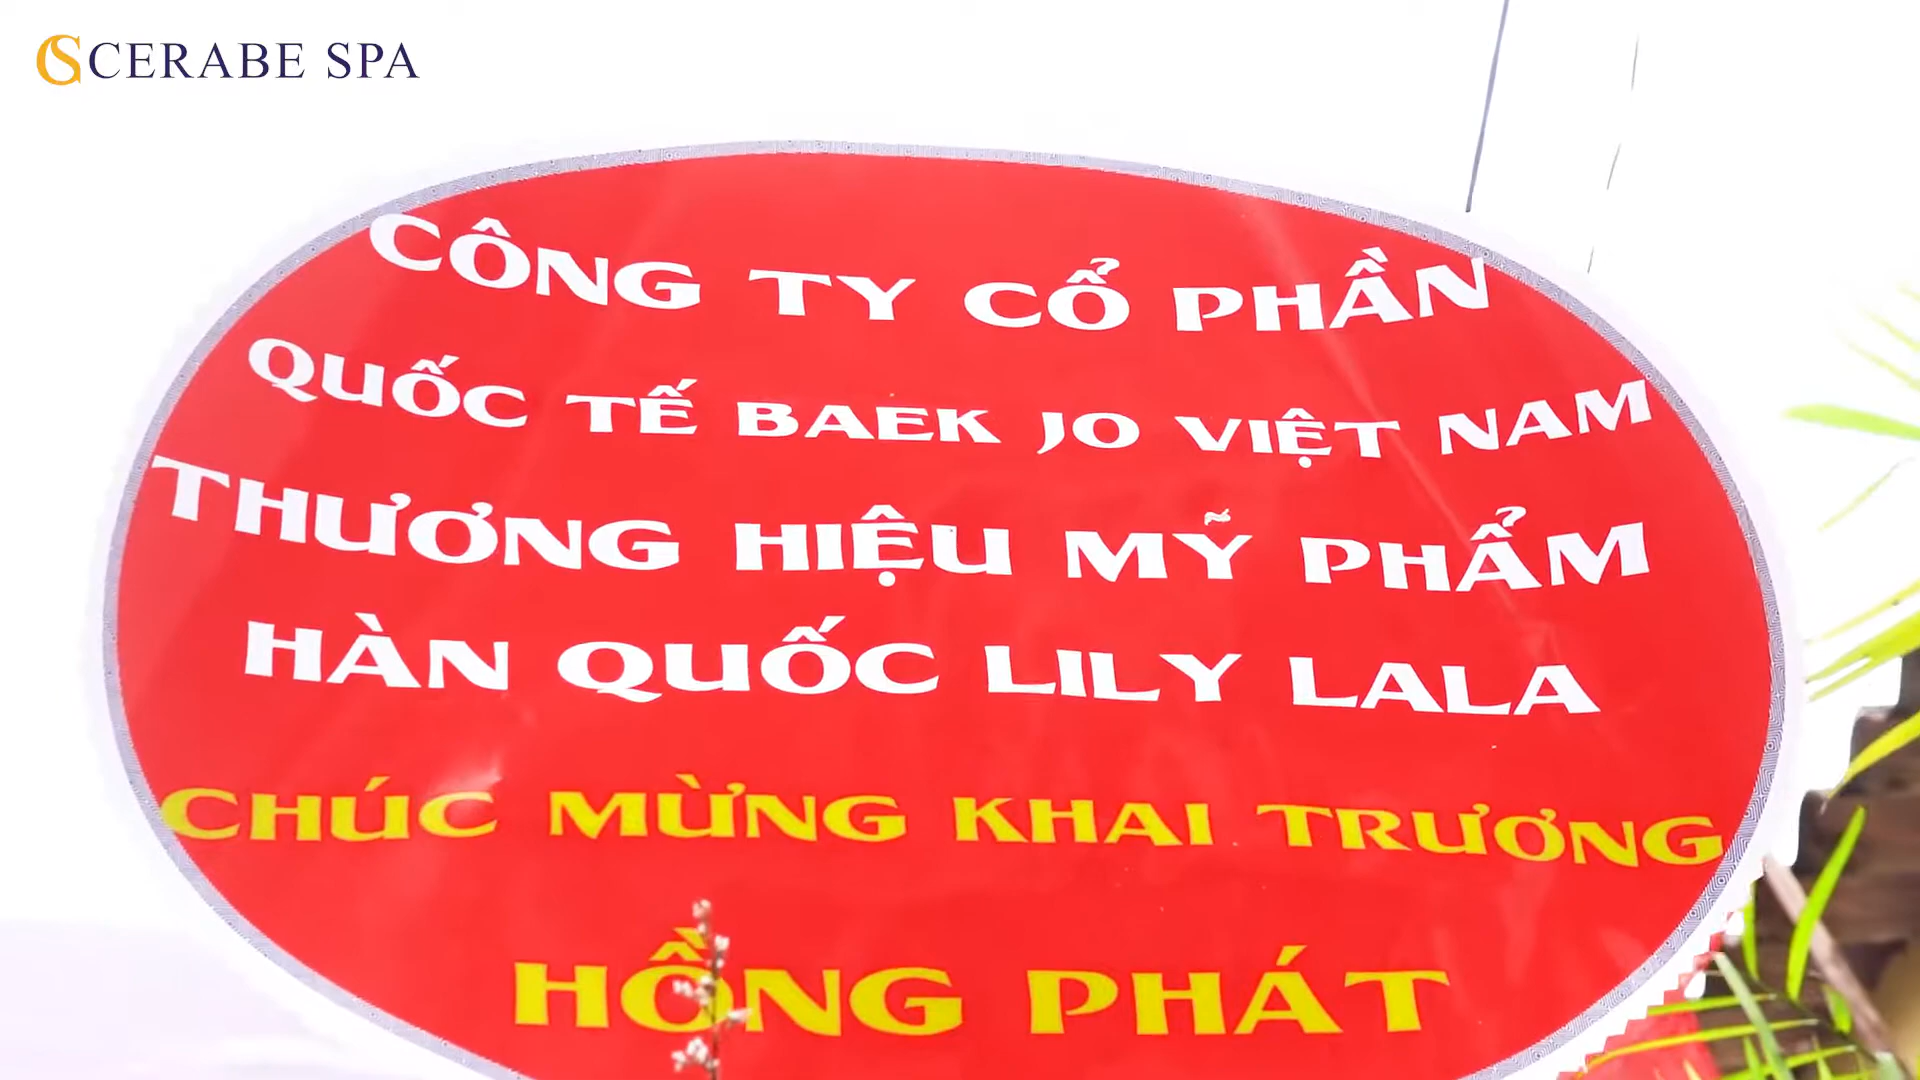 CERABE SPA
CÔNG TY CỔ PHẦN
QUỐC TẾ BAEK JO VIỆT NAM
THƯƠNG HIỆU MỸ PHẨM
HÀN QUỐC LILY LALA
CHÚC MỪNG KHAI TRƯƠNG
HỒNG PHÁT